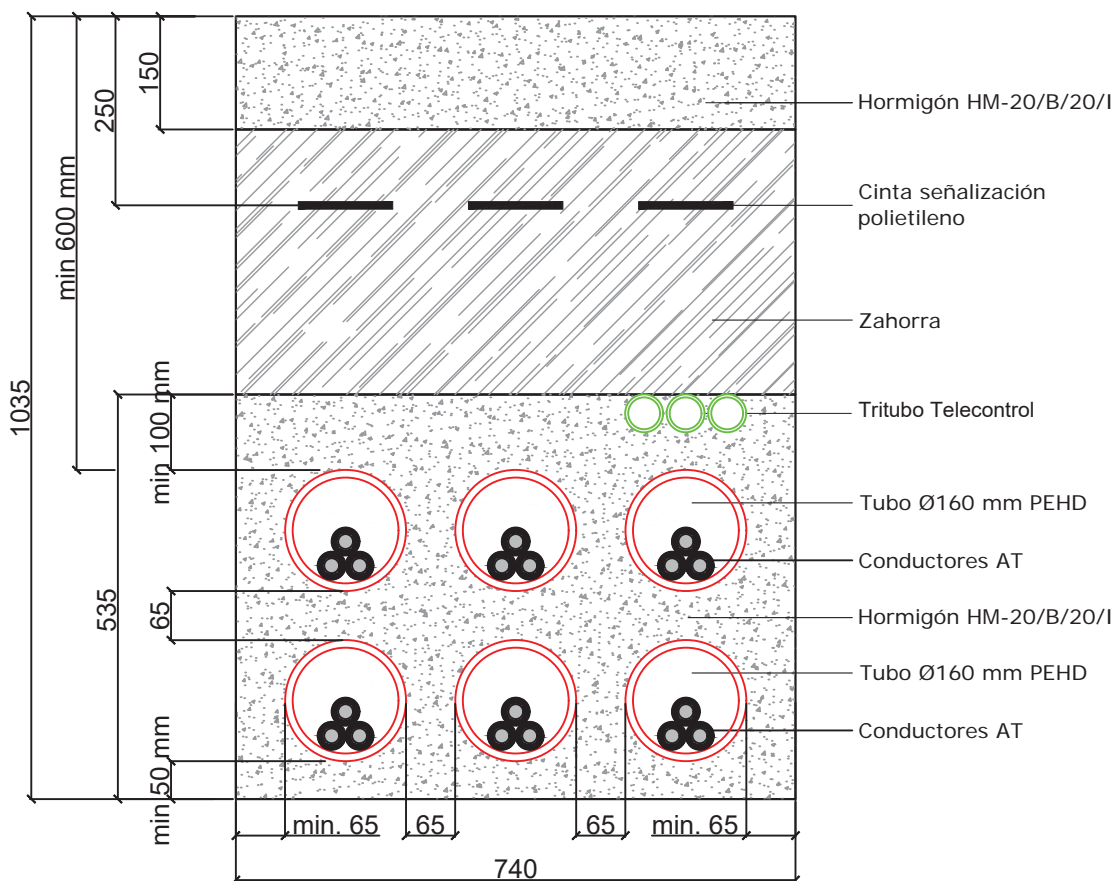 150
250
min 600 mm
1035
Hormigón HM-20/B/20/I
Cinta señalización
polietileno
Zahorra
Tritubo Telecontrol
min 100 mm
Tubo Ø160 mm PEHD
Conductores AT
535
65
Hormigón HM-20/B/20/I
Tubo Ø160 mm PEHD
Conductores AT
min 50 mm
min. 65
65
65
min. 65
740